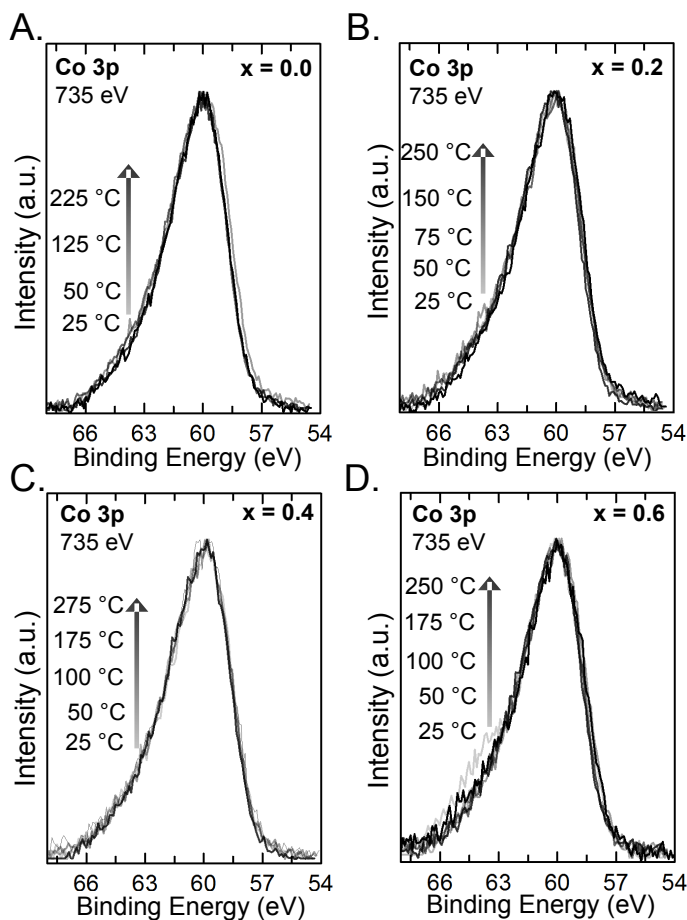 A.
Co 3p
x = 0.0
735 eV
225 °C
125 °C
50 °C
25 °C
Intensity (a.u.)
66 63 60 57 54
Binding Energy (eV)
B.
Co 3p
x = 0.2
735 eV
250 °C
150 °C
75 °C
50 °C
25 °C
Intensity (a.u.)
66 63 60 57 54
Binding Energy (eV)
C.
Co 3p
x = 0.4
735 eV
275 °C
175 °C
100 °C
50 °C
25 °C
Intensity (a.u.)
66 63 60 57 54
Binding Energy (eV)
D.
Co 3p
x = 0.6
735 eV
250 °C
175 °C
100 °C
50 °C
25 °C
Intensity (a.u.)
66 63 60 57 54
Binding Energy (eV)